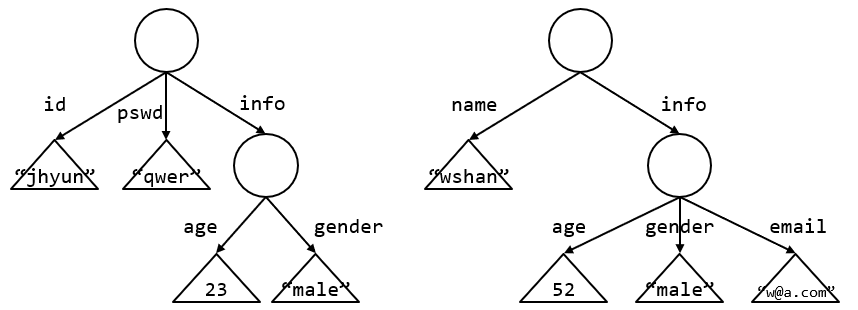 id pswd info name info
“jhyun” “qwer” “wshan”
age gender age gender email
23 “male” 52 “male” “w@a.com”